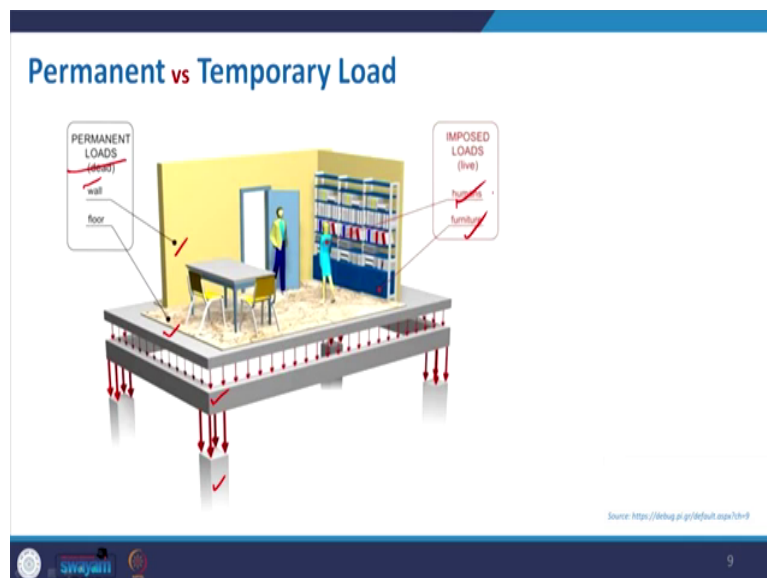 Permanent vs Temporary Load
PERMANENT
LOADS
(dead)
wall
floor
IMPOSED
LOADS
(live)
humans
furniture
Source: https://debug.pi.gr/default.aspx?ch=9
swayam
9